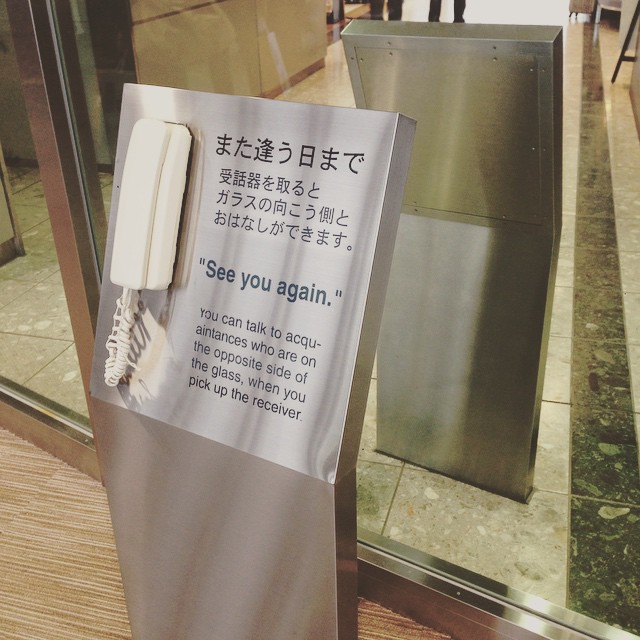 また逢う日まで
受話器を取ると
ガラスの向こう側と
おはなしができます。
"See you again."
You can talk to acqu-
aintances who are on
the opposite side of
the glass, when you
pick up the receiver.